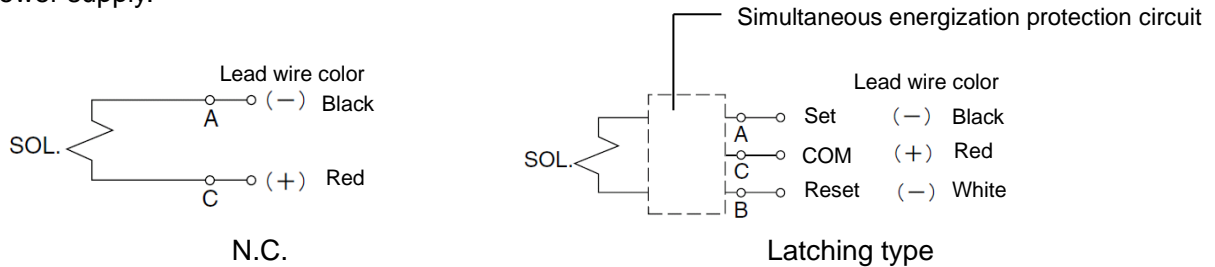 ower supply.
Simultaneous energization protection circuit
Lead wire color
(−) Black
A
SOL.
(+) Red
C
N.C.
Lead wire color
Set (−) Black
A
SOL.
COM (+) Red
C
Reset (−) White
B
Latching type